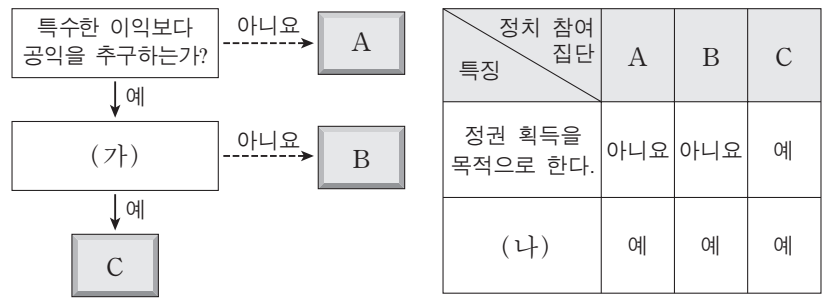 특수한 이익보다
공익을 추구하는가?
아니요
A
예
(가)
아니요
B
예
C
정치 참여
집단
특징
A
B
C
정권 획득을
목적으로 한다.
아니요
아니요
예
(나)
예
예
예